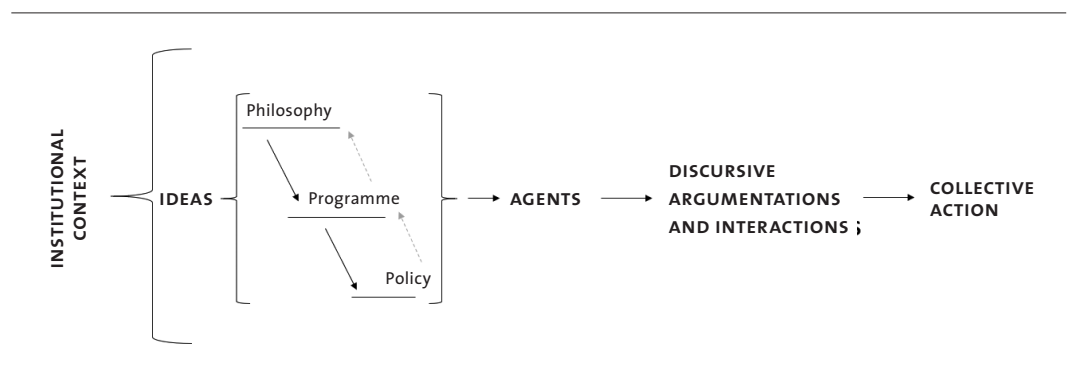 INSTITUTIONAL
CONTEXT
IDEAS
Philosophy
Programme
Policy
AGENTS
DISCURSIVE
ARGUMENTATIONS
AND INTERACTIONS
COLLECTIVE
ACTION